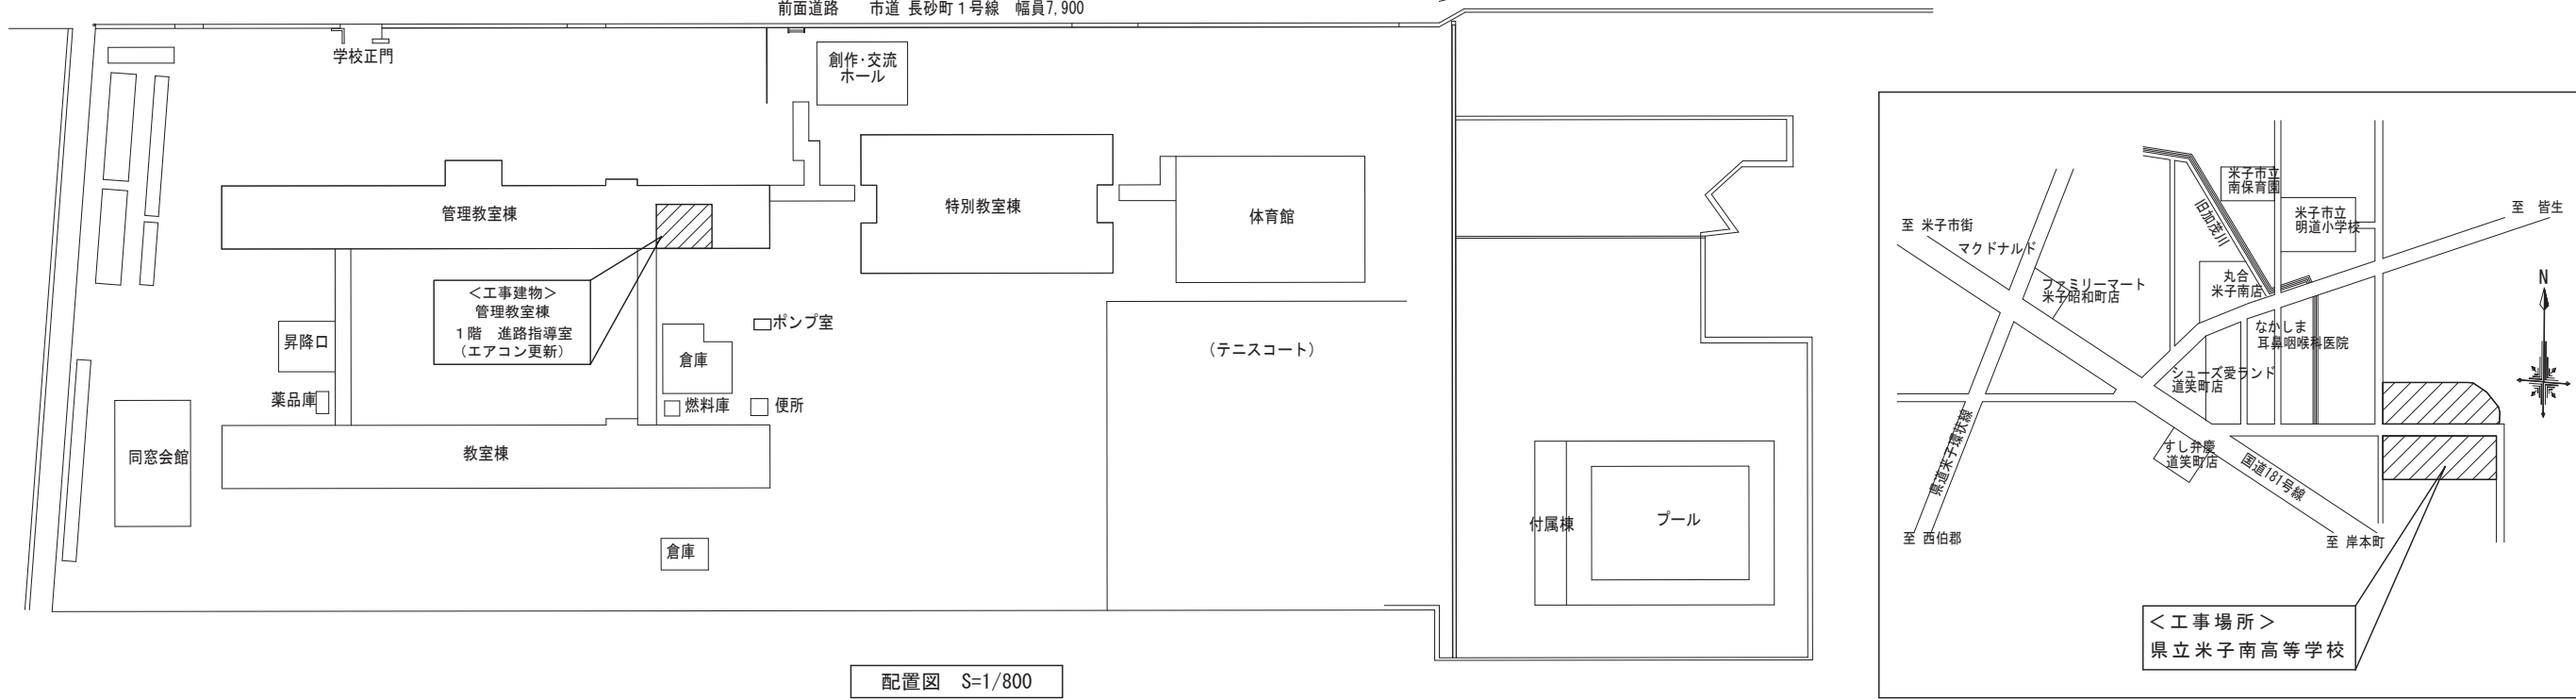 前面道路　市道 長砂町１号線　幅員7,900
学校正門
創作・交流
ホール
管理教室棟
特別教室棟
体育館
＜工事建物＞
管理教室棟
１階　進路指導室
（エアコン更新）
昇降口
薬品庫
ポンプ室
倉庫
燃料庫
便所
（テニスコート）
同窓会館
教室棟
倉庫
付属棟
プール
配置図　S=1/800
米子市立
南保育園
米子市立
明道小学校
旧加茂川
至　皆生
至 米子市街
マクドナルド
ファミリーマート
米子昭和町店
丸合
米子南店
N
なかしま
耳鼻咽喉科医院
シューズ愛ランド
道笑町店
県道米子環状線
すし弁慶
道笑町店
国道181号線
至 西伯郡
至 岸本町
＜工事場所＞
県立米子南高等学校